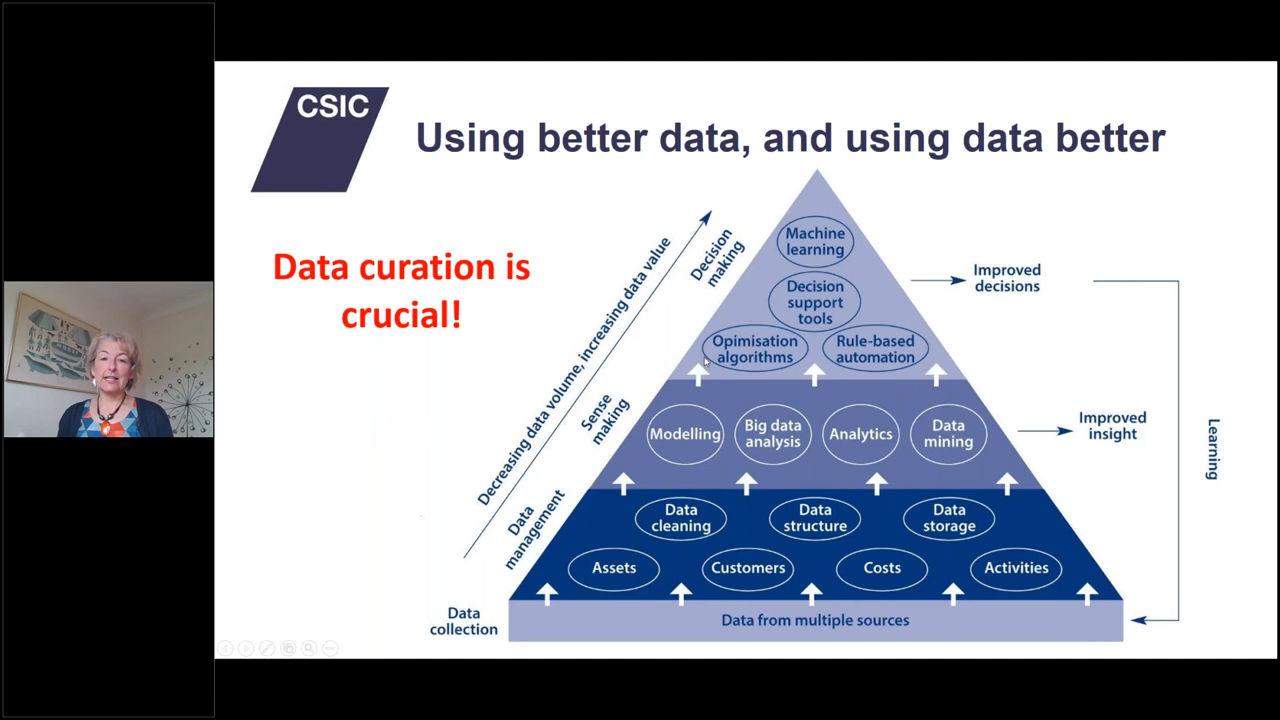 CSIC
Using better data, and using data better
Data curation is
crucial!
Decreasing data volume, increasing data value
Decision
making
Sense
making
Data
management
Data
collection
Machine
learning
Decision
support
tools
Opimisation
algorithms
Rule-based
automation
Improved
decisions
Modelling
Big data
analysis
Analytics
Data
mining
Improved
insight
Learning
Data
cleaning
Data
structure
Data
storage
Assets
Customers
Costs
Activities
Data from multiple sources